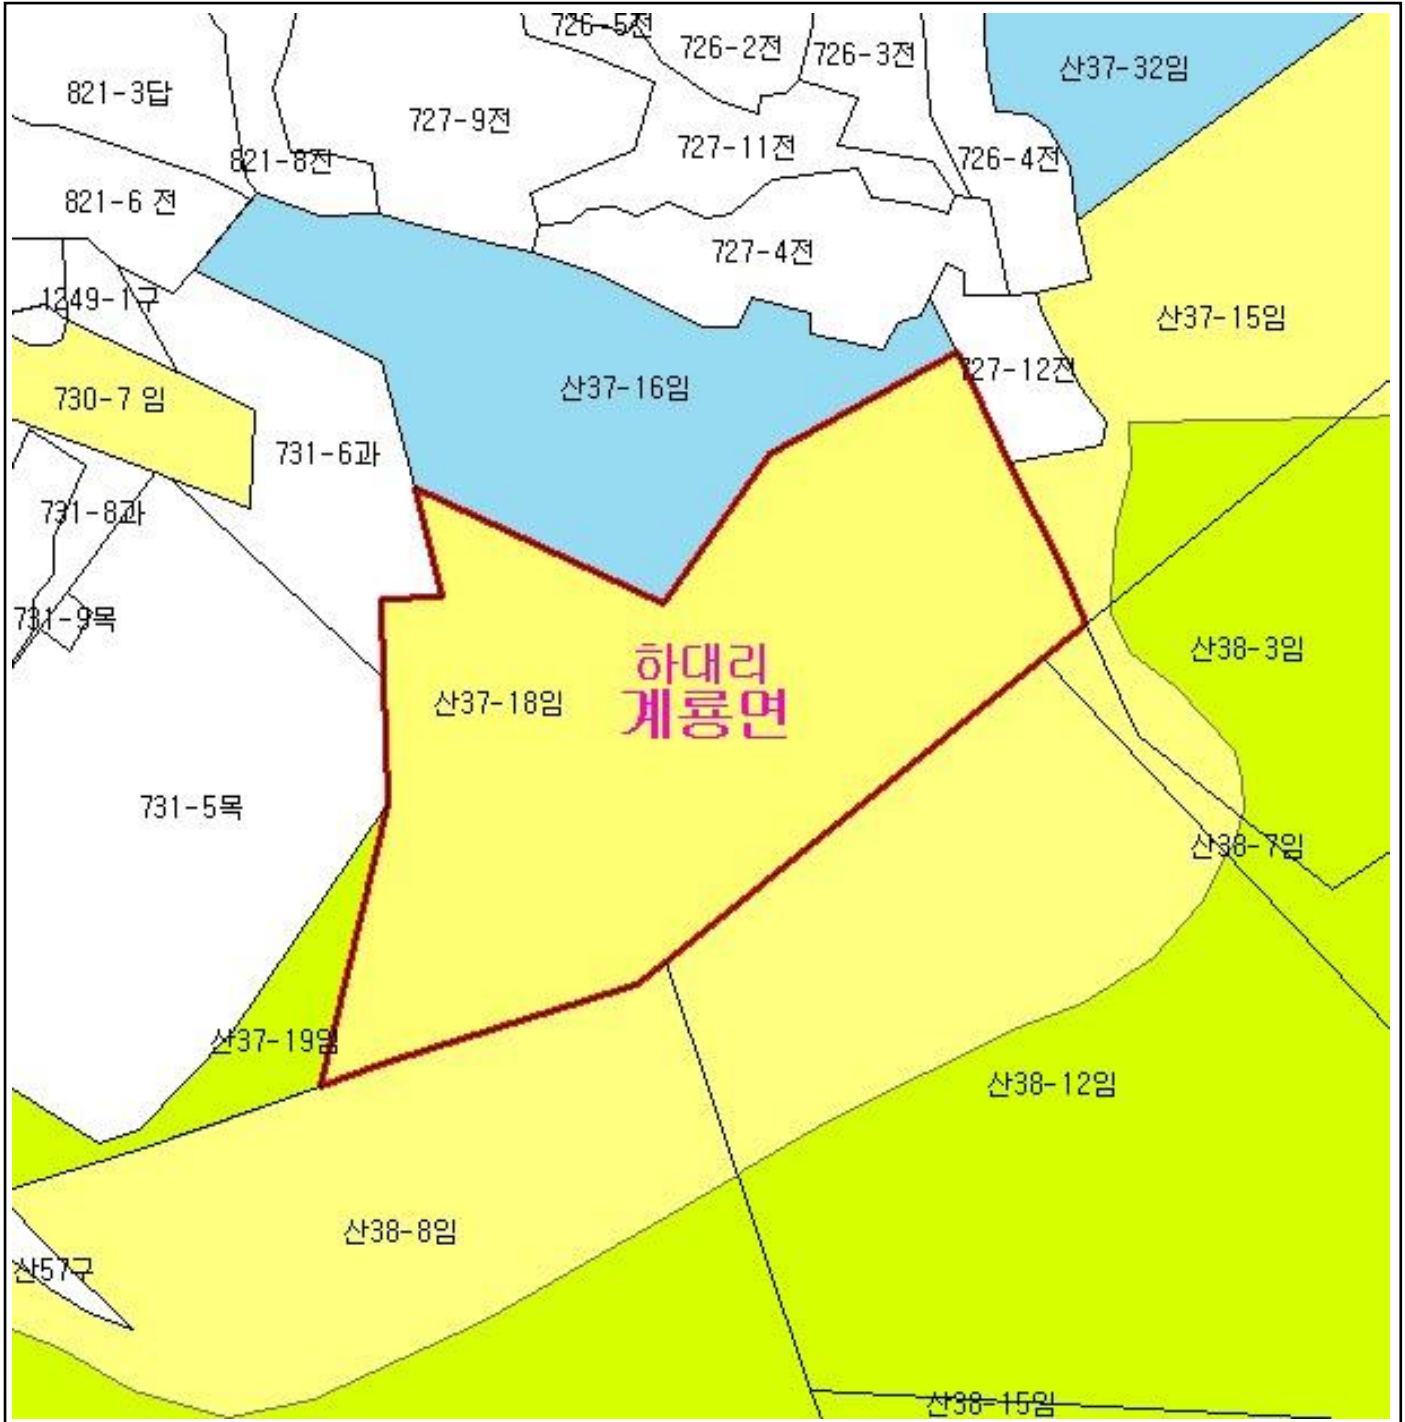 726-5전
726-2전
726-3전
산37-32임
821-3답
727-9전
727-11전
726-4전
821-8전
821-6 전
727-4전
1249-1구
산37-15임
730-7 임
산37-16임
727-12전
731-6과
731-8과
731-9목
하대리
산38-3임
산37-18임
계룡면
731-5목
산38-7임
산37-19임
산38-12임
산38-8임
산57구
산38-15임